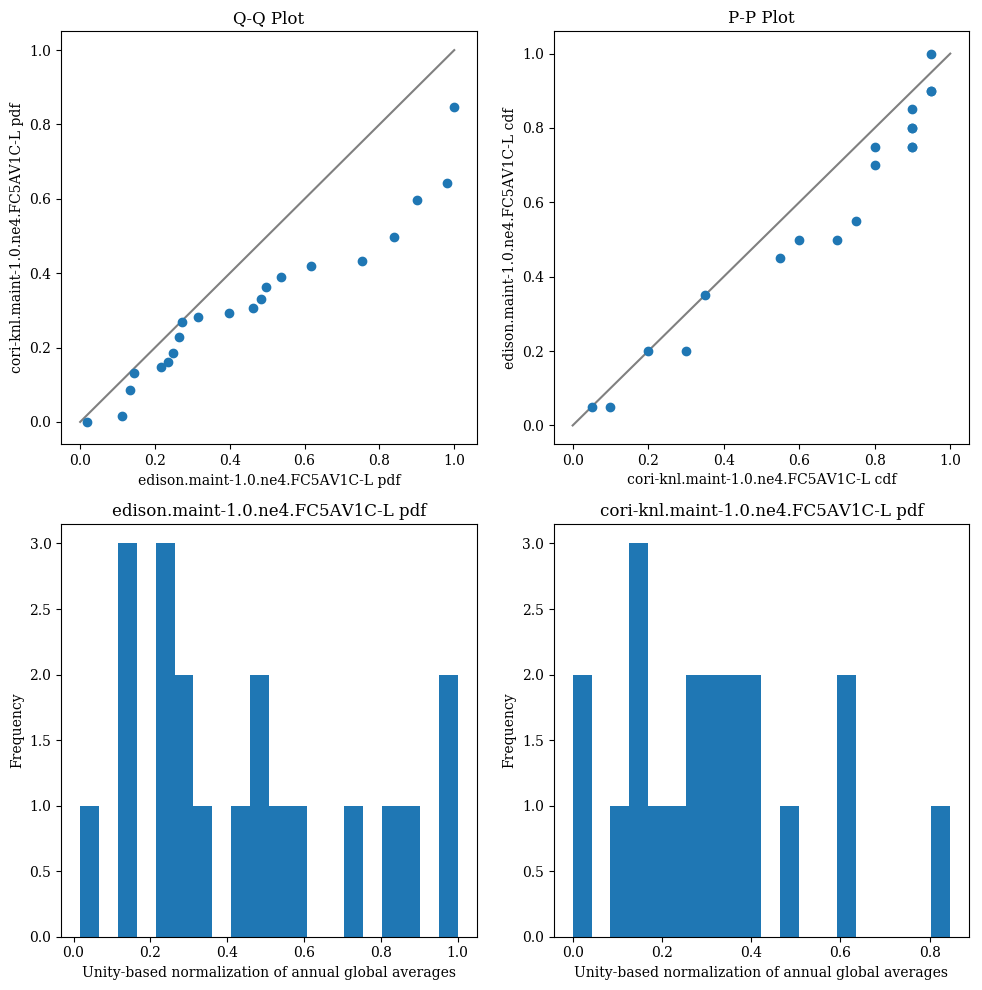 Q-Q Plot
1.0
0.8
0.6
0.4
0.2
0.0
cori-knl.maint-1.0.ne4.FC5AV1C-L pdf
0.0 0.2 0.4 0.6 0.8 1.0
edison.maint-1.0.ne4.FC5AV1C-L pdf
P-P Plot
1.0
0.8
0.6
0.4
0.2
0.0
edison.maint-1.0.ne4.FC5AV1C-L cdf
0.0 0.2 0.4 0.6 0.8 1.0
cori-knl.maint-1.0.ne4.FC5AV1C-L cdf
edison.maint-1.0.ne4.FC5AV1C-L pdf
3.0
2.5
2.0
1.5
1.0
0.5
0.0
Frequency
0.0 0.2 0.4 0.6 0.8 1.0
Unity-based normalization of annual global averages
cori-knl.maint-1.0.ne4.FC5AV1C-L pdf
3.0
2.5
2.0
1.5
1.0
0.5
0.0
Frequency
0.0 0.2 0.4 0.6 0.8
Unity-based normalization of annual global averages